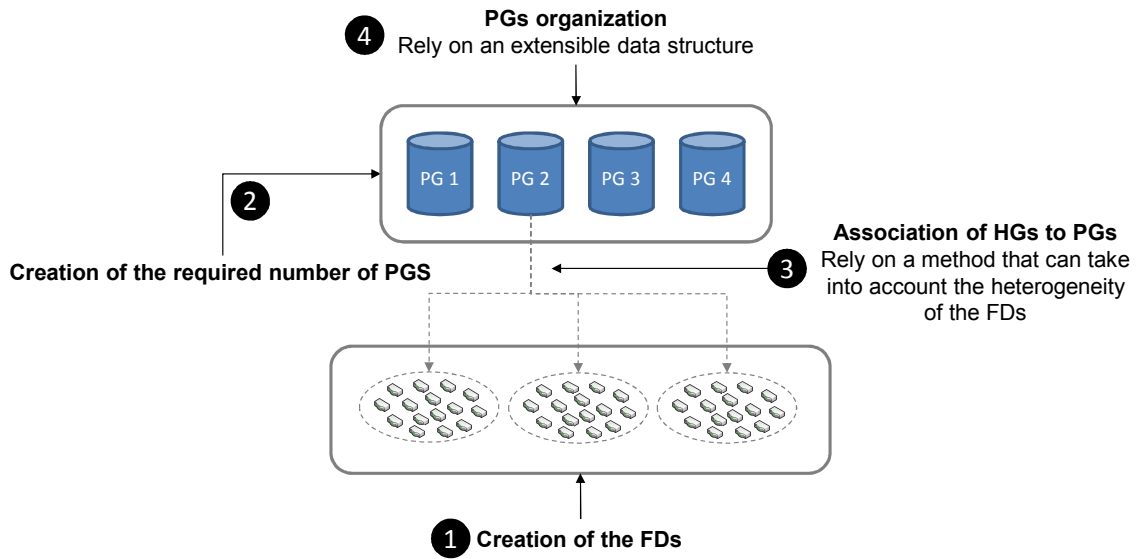 4
PGs organization
Rely on an extensible data structure
PG 1
PG 2
PG 3
PG 4
2
Creation of the required number of PGS
3
Association of HGs to PGs
Rely on a method that can take
into account the heterogeneity
of the FDs
1
Creation of the FDs